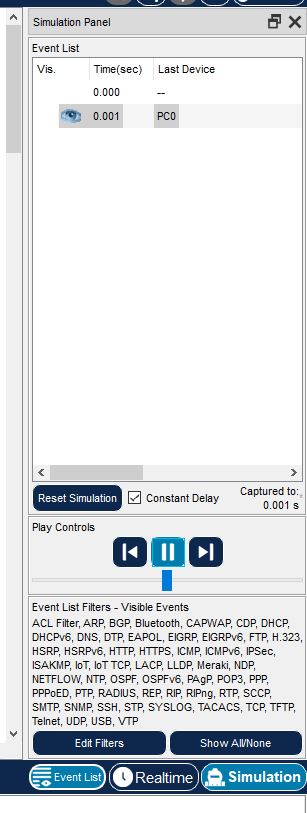 Simulation Panel
Event List
Vis. Time(sec) Last Device
0.000 --
0.001 PC0
Reset Simulation Constant Delay Captured to:
0.001 s
Play Controls
Event List Filters - Visible Events
ACL Filter, ARP, BGP, Bluetooth, CAPWAP, CDP, DHCP,
DHCPv6, DNS, DTP, EAPOL, EIGRP, EIGRPv6, FTP, H.323,
HSRP, HSRPv6, HTTP, HTTPS, ICMP, ICMPv6, IPSec,
ISAKMP, IoT, IoT TCP, LACP, LLDP, Meraki, NDP,
NETFLOW, NTP, OSPF, OSPFv6, PAgP, POP3, PPP,
PPPoED, PTP, RADIUS, REP, RIP, RIPng, RTP, SCCP,
SMTP, SNMP, SSH, STP, SYSLOG, TACACS, TCP, TFTP,
Telnet, UDP, USB, VTP
Edit Filters Show All/None
Event List Realtime Simulation